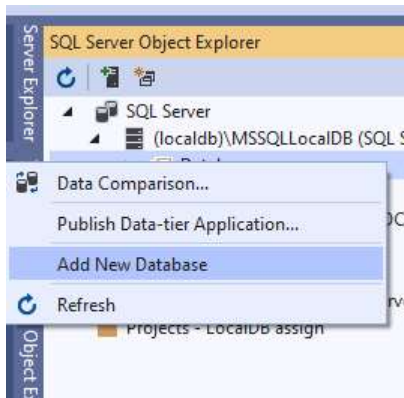 Server Explorer
SQL Server Object Explorer
SQL Server
(localdb)\MSSQLLocalDB (SQL S
Data Comparison...
Publish Data-tier Application...
Add New Database
Refresh
Projects - LocalDB assign
Object E